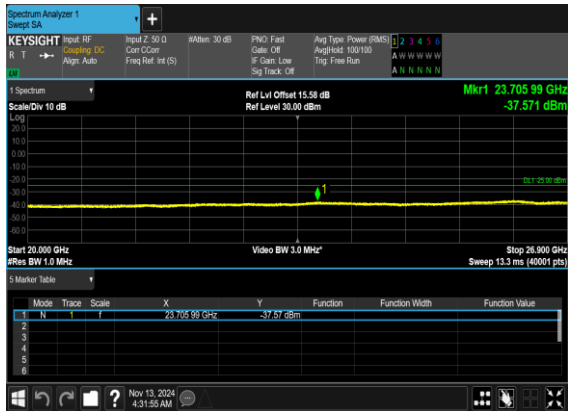 Spectrum Analyzer 1
Swept SA
+
KEYSIGHT Input: RF Input Z: 50 Ω #Atten: 30 dB PNO: Fast Avg Type: Power (RMS) 1 2 3 4 5 6
R T Coupling: DC Corr CCorr Gate: Off Avg|Hold: 100/100 A W W W W W
Align: Auto Freq Ref: Int (S) IF Gain: Low Trig: Free Run
Sig Track: Off A N N N N N
LXI
1 Spectrum Ref Lvl Offset 15.58 dB Mkr1 23.705 99 GHz
Scale/Div 10 dB Ref Level 30.00 dBm -37.571 dBm
Log
20.0
10.0
0.00
-10.0
-20.0
DL1 -25.00 dBm
-30.0
1
-40.0
-50.0
-60.0
Start 20.000 GHz Video BW 3.0 MHz* Stop 26.900 GHz
#Res BW 1.0 MHz Sweep 13.3 ms (40001 pts)
5 Marker Table
Mode Trace Scale X Y Function Function Width Function Value
1 N 1 f 23.705 99 GHz -37.57 dBm
2
3
4
5
6
? Nov 13, 2024
4:31:55 AM